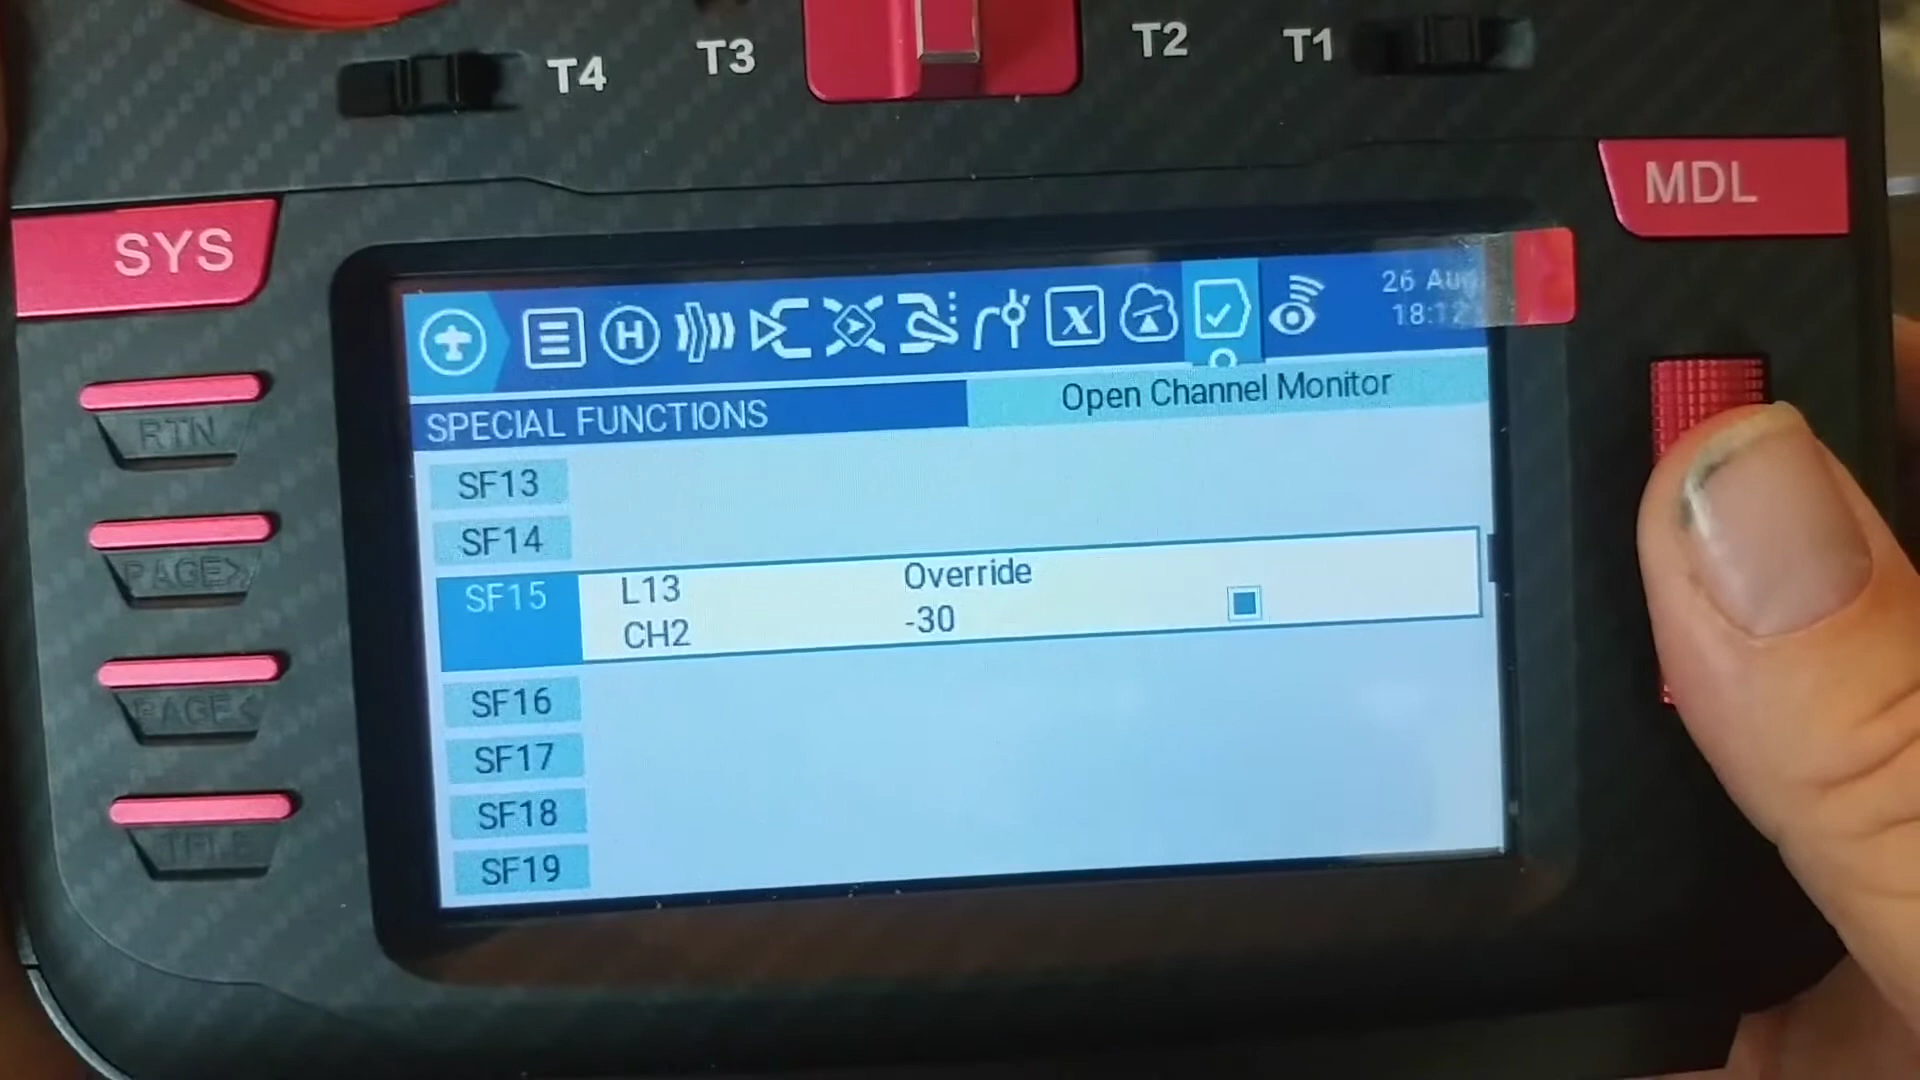 T4
T3
T2
T1
SYS
MDL
RTN
PAGE>
PAGE<
TELE
H
x
26 Aug
18:12
SPECIAL FUNCTIONS
Open Channel Monitor
SF13
SF14
SF15
L13
Override
CH2
-30
SF16
SF17
SF18
SF19